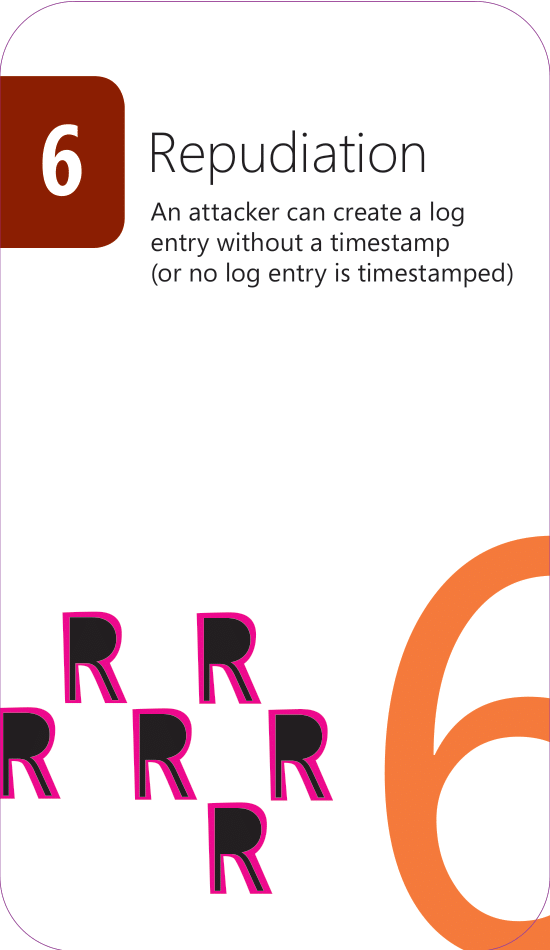 6
Repudiation
An attacker can create a log
entry without a timestamp
(or no log entry is timestamped)
R R
R R R
R
6